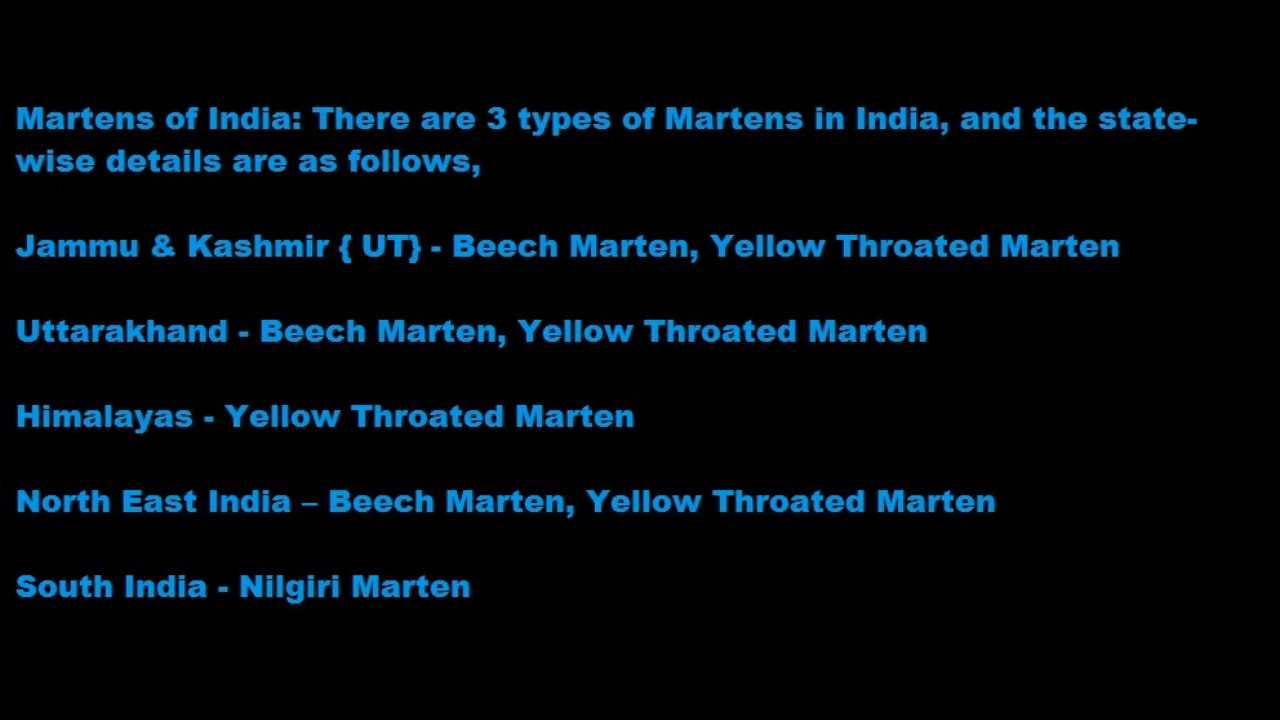 Martens of India: There are 3 types of Martens in India, and the state-
wise details are as follows,
Jammu & Kashmir { UT} - Beech Marten, Yellow Throated Marten
Uttarakhand - Beech Marten, Yellow Throated Marten
Himalayas - Yellow Throated Marten
North East India – Beech Marten, Yellow Throated Marten
South India - Nilgiri Marten